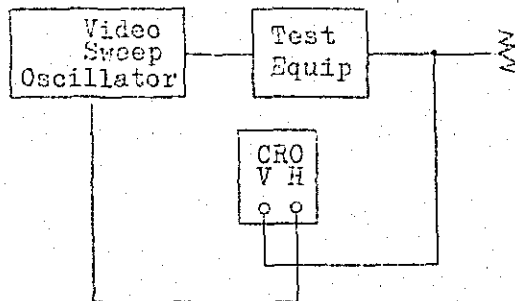 Video
Sweep
Oscillator
Test
Equip
CRO
V H